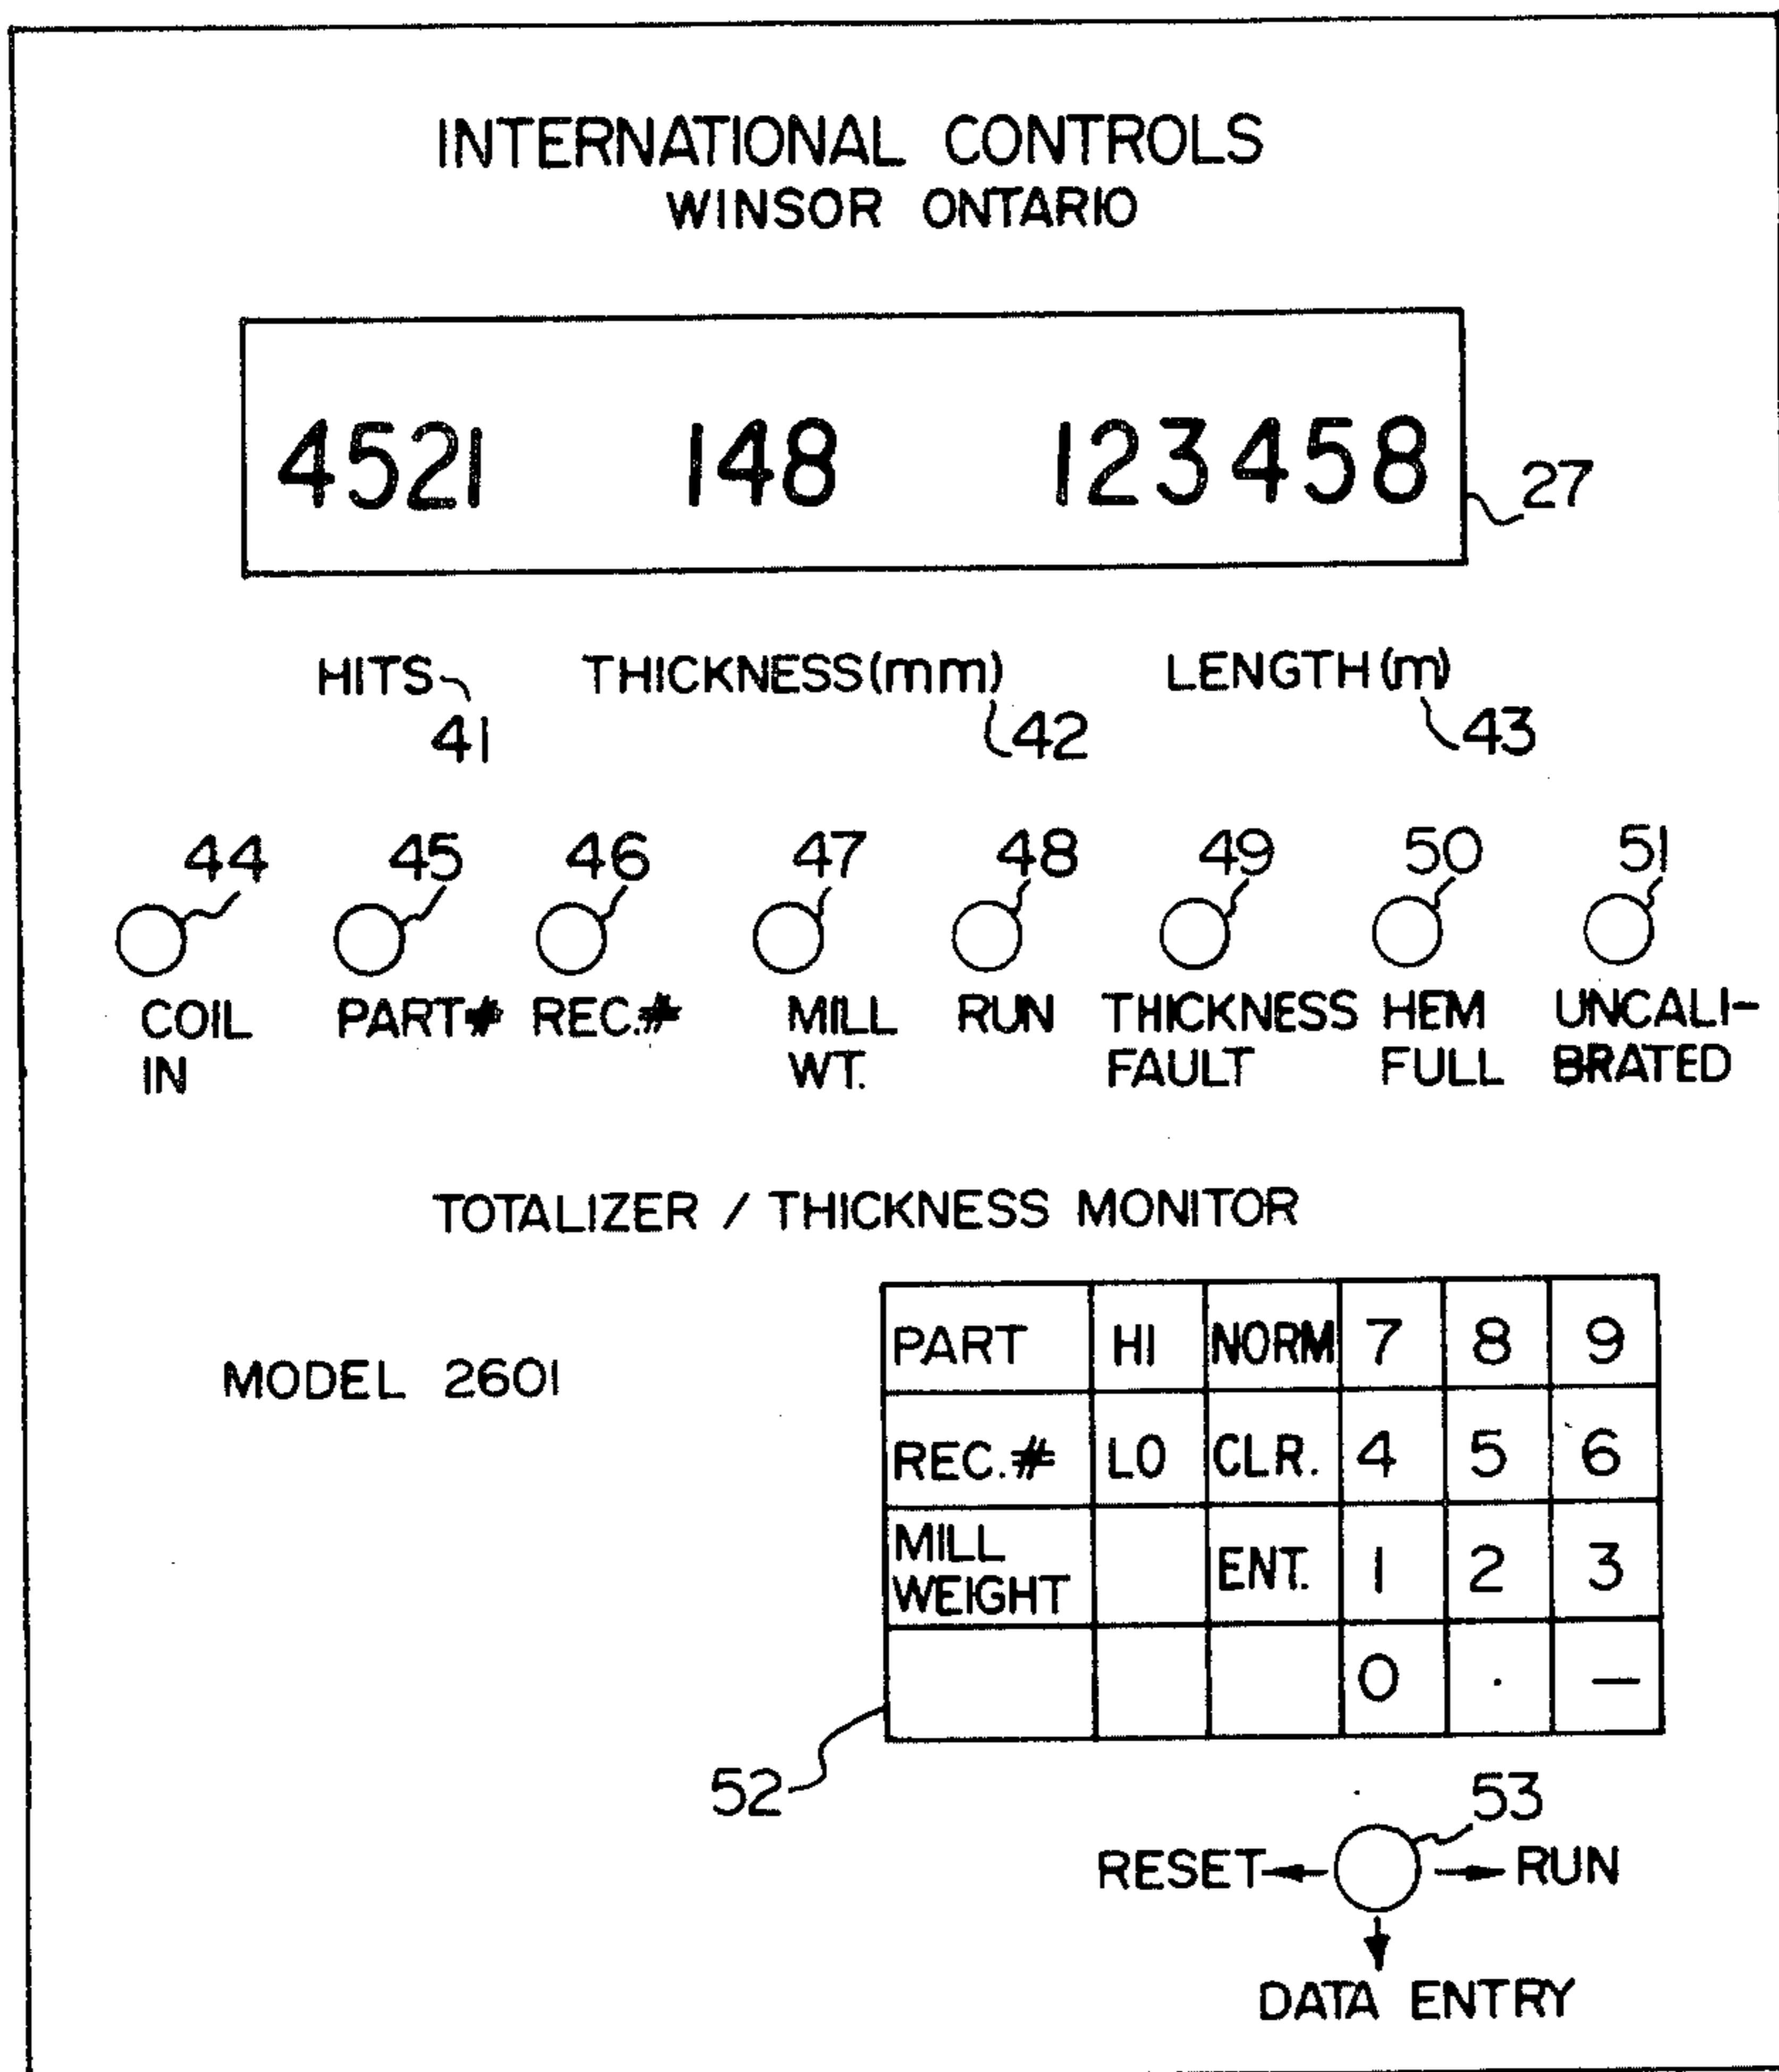 INTERNATIONAL CONTROLS
WINSOR ONTARIO
4521 148 123458
27
HITS THICKNESS (mm) LENGTH (m)
41 42 43
44 45 46 47 48 49 50 51
COIL IN PART# REC.# MILL WT. RUN THICKNESS FAULT HEM FULL UNCALI-BRATED
TOTALIZER / THICKNESS MONITOR
MODEL 2601
PART HI NORM 7 8 9
REC.# LO CLR. 4 5 6
MILL WEIGHT ENT. 1 2 3
0 . —
52
53
RESET RUN
DATA ENTRY